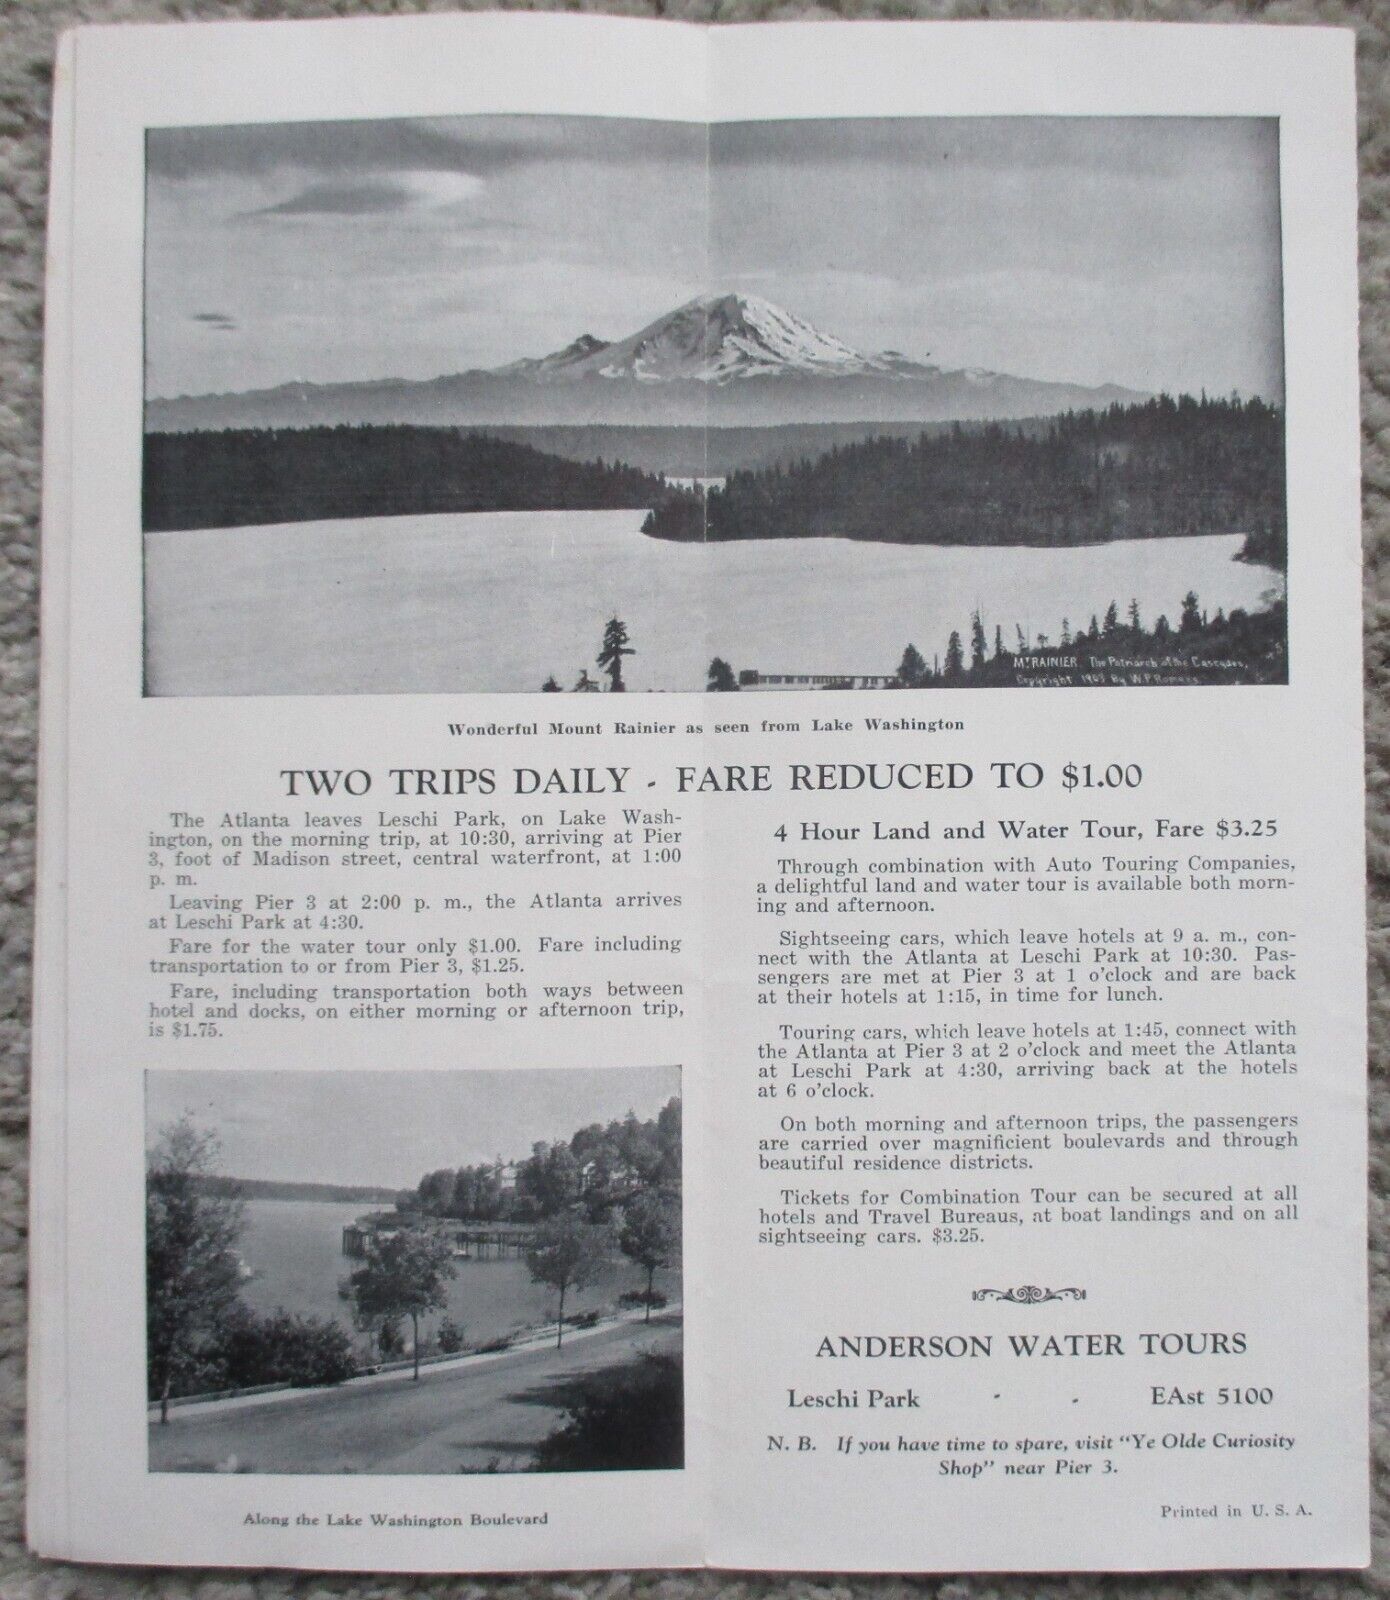 Mt RAINIER. The Patriarch of the Cascades,
Copyright 1903 By W.P. Romans
Wonderful Mount Rainier as seen from Lake Washington
TWO TRIPS DAILY - FARE REDUCED TO $1.00
The Atlanta leaves Leschi Park, on Lake Wash-
ington, on the morning trip, at 10:30, arriving at Pier
3, foot of Madison street, central waterfront, at 1:00
p. m.
Leaving Pier 3 at 2:00 p. m., the Atlanta arrives
at Leschi Park at 4:30.
Fare for the water tour only $1.00. Fare including
transportation to or from Pier 3, $1.25.
Fare, including transportation both ways between
hotel and docks, on either morning or afternoon trip,
is $1.75.
Along the Lake Washington Boulevard
4 Hour Land and Water Tour, Fare $3.25
Through combination with Auto Touring Companies,
a delightful land and water tour is available both morn-
ing and afternoon.
Sightseeing cars, which leave hotels at 9 a. m., con-
nect with the Atlanta at Leschi Park at 10:30. Pas-
sengers are met at Pier 3 at 1 o'clock and are back
at their hotels at 1:15, in time for lunch.
Touring cars, which leave hotels at 1:45, connect with
the Atlanta at Pier 3 at 2 o'clock and meet the Atlanta
at Leschi Park at 4:30, arriving back at the hotels
at 6 o'clock.
On both morning and afternoon trips, the passengers
are carried over magnificient boulevards and through
beautiful residence districts.
Tickets for Combination Tour can be secured at all
hotels and Travel Bureaus, at boat landings and on all
sightseeing cars. $3.25.
ANDERSON WATER TOURS
Leschi Park - - EAst 5100
N. B. If you have time to spare, visit "Ye Olde Curiosity
Shop" near Pier 3.
Printed in U. S. A.